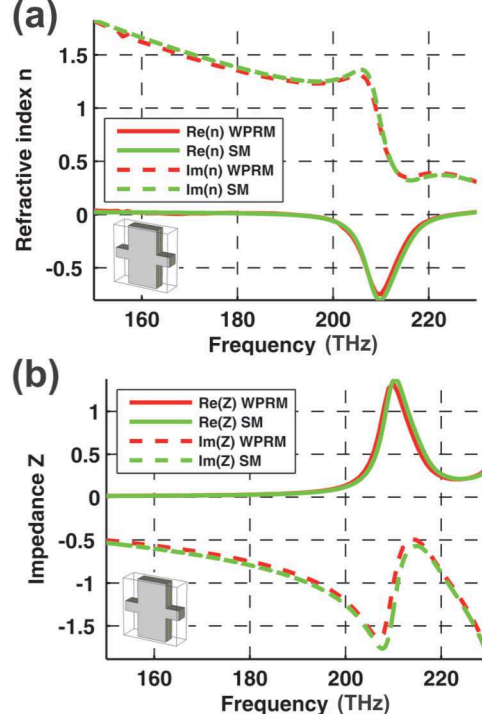 (a)
1.5
1
0.5
0
-0.5
Refractive index n
Re(n) WPRM
Re(n) SM
Im(n) WPRM
Im(n) SM
160
180
200
220
Frequency (THz)
(b)
1
0.5
0
-0.5
-1
-1.5
Impedance Z
Re(Z) WPRM
Re(Z) SM
Im(Z) WPRM
Im(Z) SM
160
180
200
220
Frequency (THz)